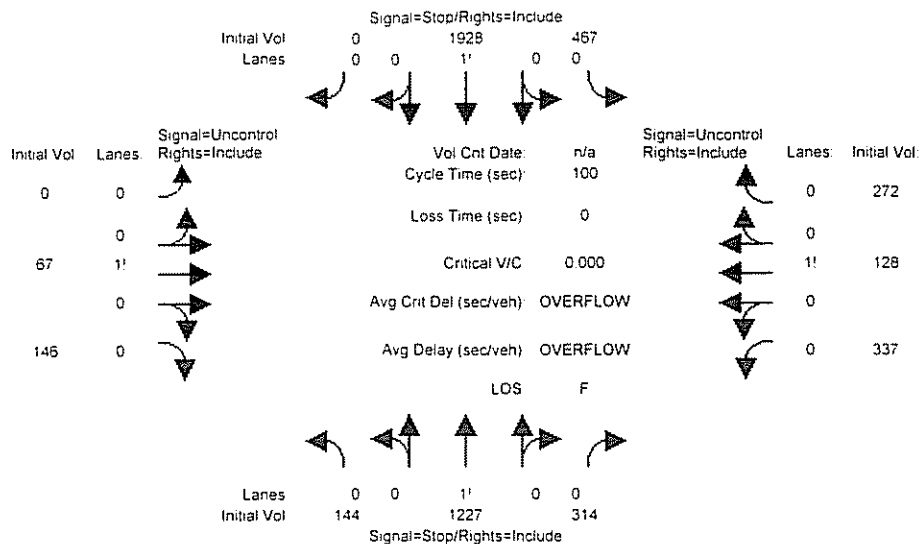 Signal=Stop/Rights=Include
Initial Vol 0 1928 467
Lanes 0 0 1! 0 0
Signal=Uncontrol Signal=Uncontrol
Initial Vol Lanes: Rights=Include Vol Cnt Date: n/a Rights=Include Lanes: Initial Vol:
Cycle Time (sec): 100
0 0 0 272
Loss Time (sec) 0
0 0
67 1! Critical V/C 0.000 1! 128
0 Avg Crit Del (sec/veh) OVERFLOW 0
146 0 Avg Delay (sec/veh) OVERFLOW 0 337
LOS F
Lanes 0 0 1! 0 0
Initial Vol 144 1227 314
Signal=Stop/Rights=Include